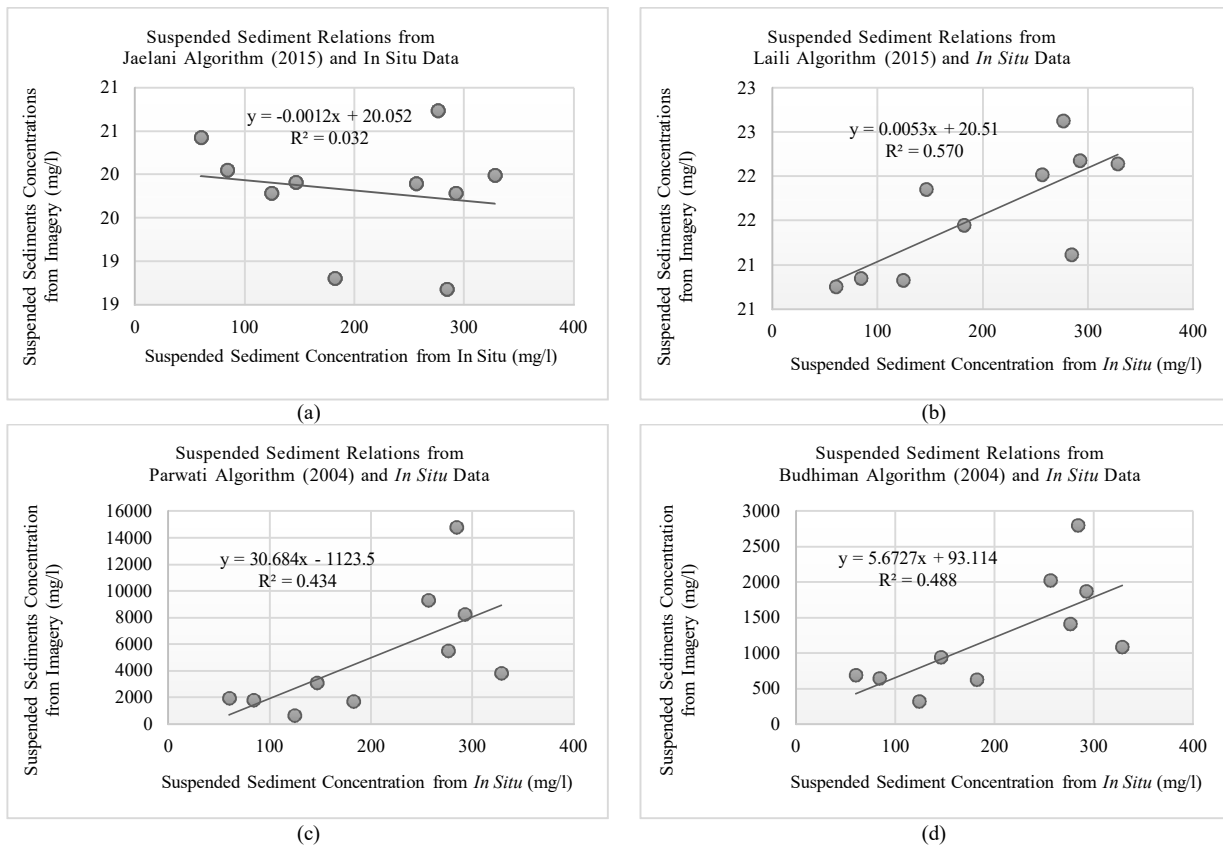 Suspended Sediment Relations from
Jaelani Algorithm (2015) and In Situ Data
Suspended Sediments Concentrations
from Imagery (mg/l)
21
21
20
20
19
19
y = -0.0012x + 20.052
R² = 0.032
0
100
200
300
400
Suspended Sediment Concentration from In Situ (mg/l)
(a)
Suspended Sediment Relations from
Laili Algorithm (2015) and In Situ Data
Suspended Sediments Concentrations
from Imagery (mg/l)
23
23
22
22
21
21
y = 0.0053x + 20.51
R² = 0.570
0
100
200
300
400
Suspended Sediment Concentration from In Situ (mg/l)
(b)
Suspended Sediment Relations from
Parwati Algorithm (2004) and In Situ Data
Suspended Sediments Concentration
from Imagery (mg/l)
16000
14000
12000
10000
8000
6000
4000
2000
0
y = 30.684x - 1123.5
R² = 0.434
0
100
200
300
400
Suspended Sediment Concentration from In Situ (mg/l)
(c)
Suspended Sediment Relations from
Budhiman Algorithm (2004) and In Situ Data
Suspended Sediments Concentration
from Imagery (mg/l)
3000
2500
2000
1500
1000
500
0
y = 5.6727x + 93.114
R² = 0.488
0
100
200
300
400
Suspended Sediment Concentration from In Situ (mg/l)
(d)